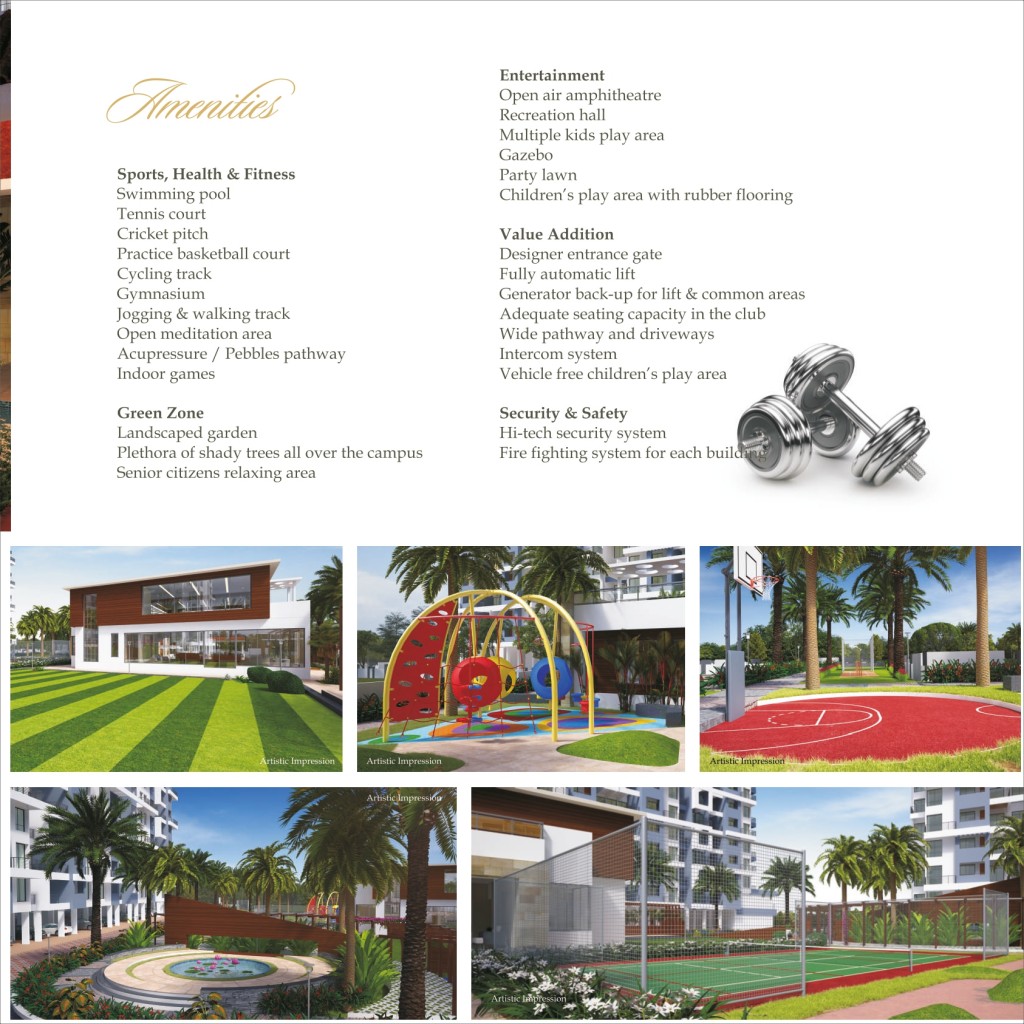 Amenities
Sports, Health & Fitness
Swimming pool
Tennis court
Cricket pitch
Practice basketball court
Cycling track
Gymnasium
Jogging & walking track
Open meditation area
Acupressure / Pebbles pathway
Indoor games
Green Zone
Landscaped garden
Plethora of shady trees all over the campus
Senior citizens relaxing area
Entertainment
Open air amphitheatre
Recreation hall
Multiple kids play area
Gazebo
Party lawn
Children’s play area with rubber flooring
Value Addition
Designer entrance gate
Fully automatic lift
Generator back-up for lift & common areas
Adequate seating capacity in the club
Wide pathway and driveways
Intercom system
Vehicle free children’s play area
Security & Safety
Hi-tech security system
Fire fighting system for each building
Artistic Impression
Artistic Impression
Artistic Impression
Artistic Impression
Artistic Impression